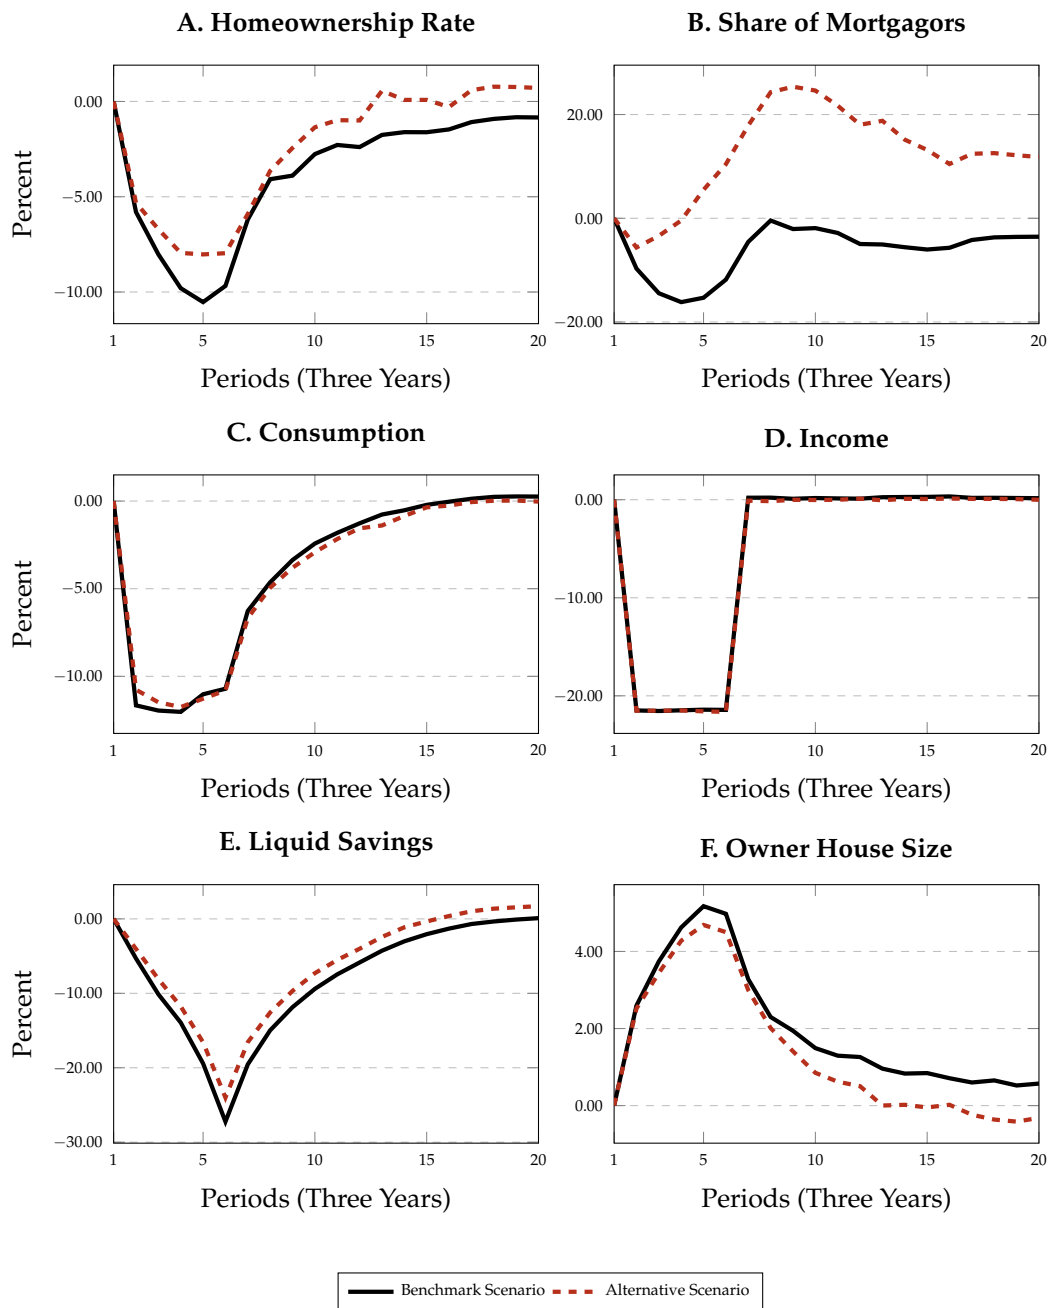 A. Homeownership Rate
0.00
−5.00
−10.00
Percent
1 5 10 15 20
Periods (Three Years)
B. Share of Mortgagors
20.00
0.00
−20.00
1 5 10 15 20
Periods (Three Years)
C. Consumption
0.00
−5.00
−10.00
Percent
1 5 10 15 20
Periods (Three Years)
D. Income
0.00
−10.00
−20.00
1 5 10 15 20
Periods (Three Years)
E. Liquid Savings
0.00
−10.00
−20.00
−30.00
Percent
1 5 10 15 20
Periods (Three Years)
F. Owner House Size
4.00
2.00
0.00
1 5 10 15 20
Periods (Three Years)
Benchmark Scenario Alternative Scenario